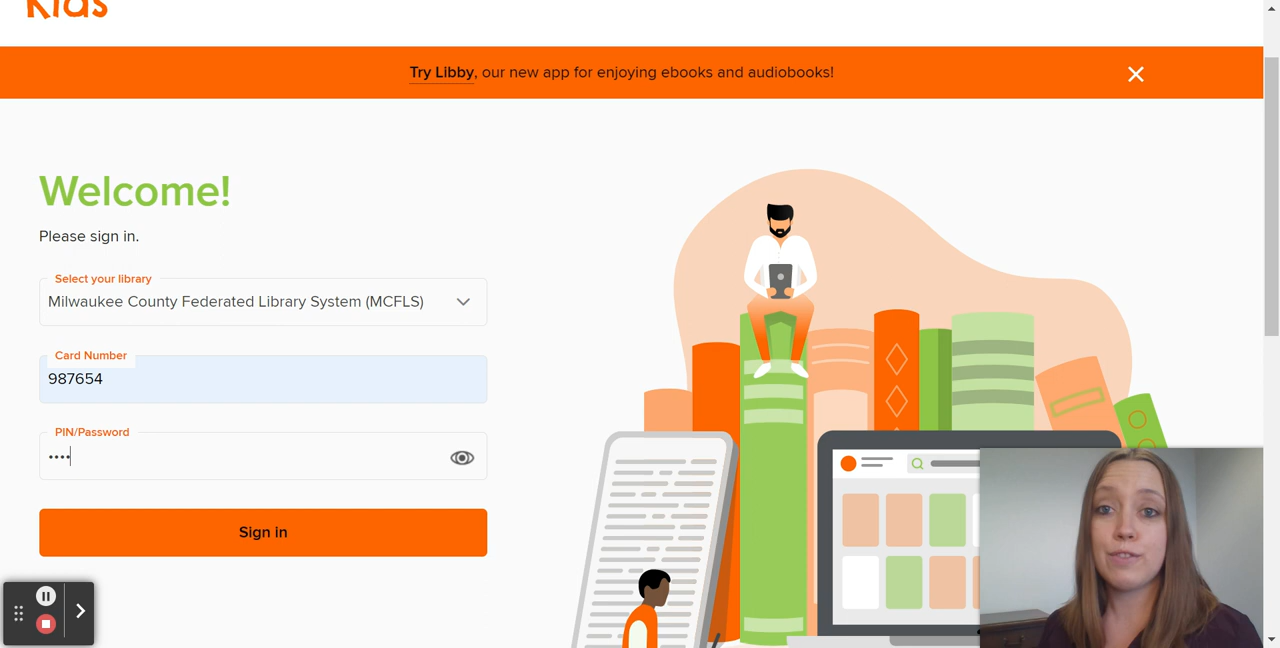 Kids
Try Libby, our new app for enjoying ebooks and audiobooks!
Welcome!
Please sign in.
Select your library
Milwaukee County Federated Library System (MCFLS)
Card Number
987654
PIN/Password
••••
Sign in